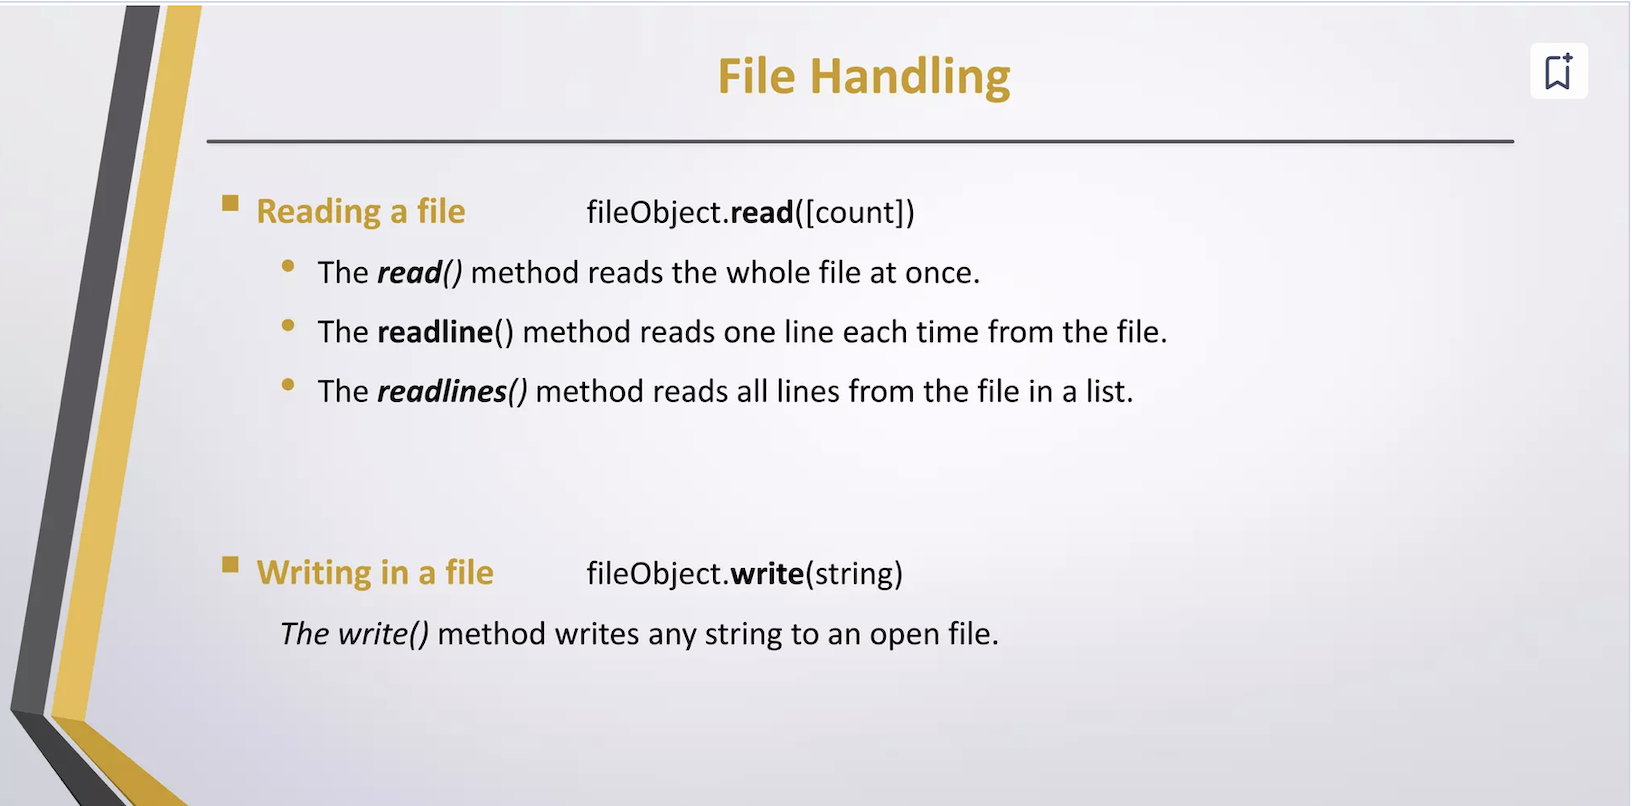 File Handling
Reading a file fileObject.read([count])
The read() method reads the whole file at once.
The readline() method reads one line each time from the file.
The readlines() method reads all lines from the file in a list.
Writing in a file fileObject.write(string)
The write() method writes any string to an open file.